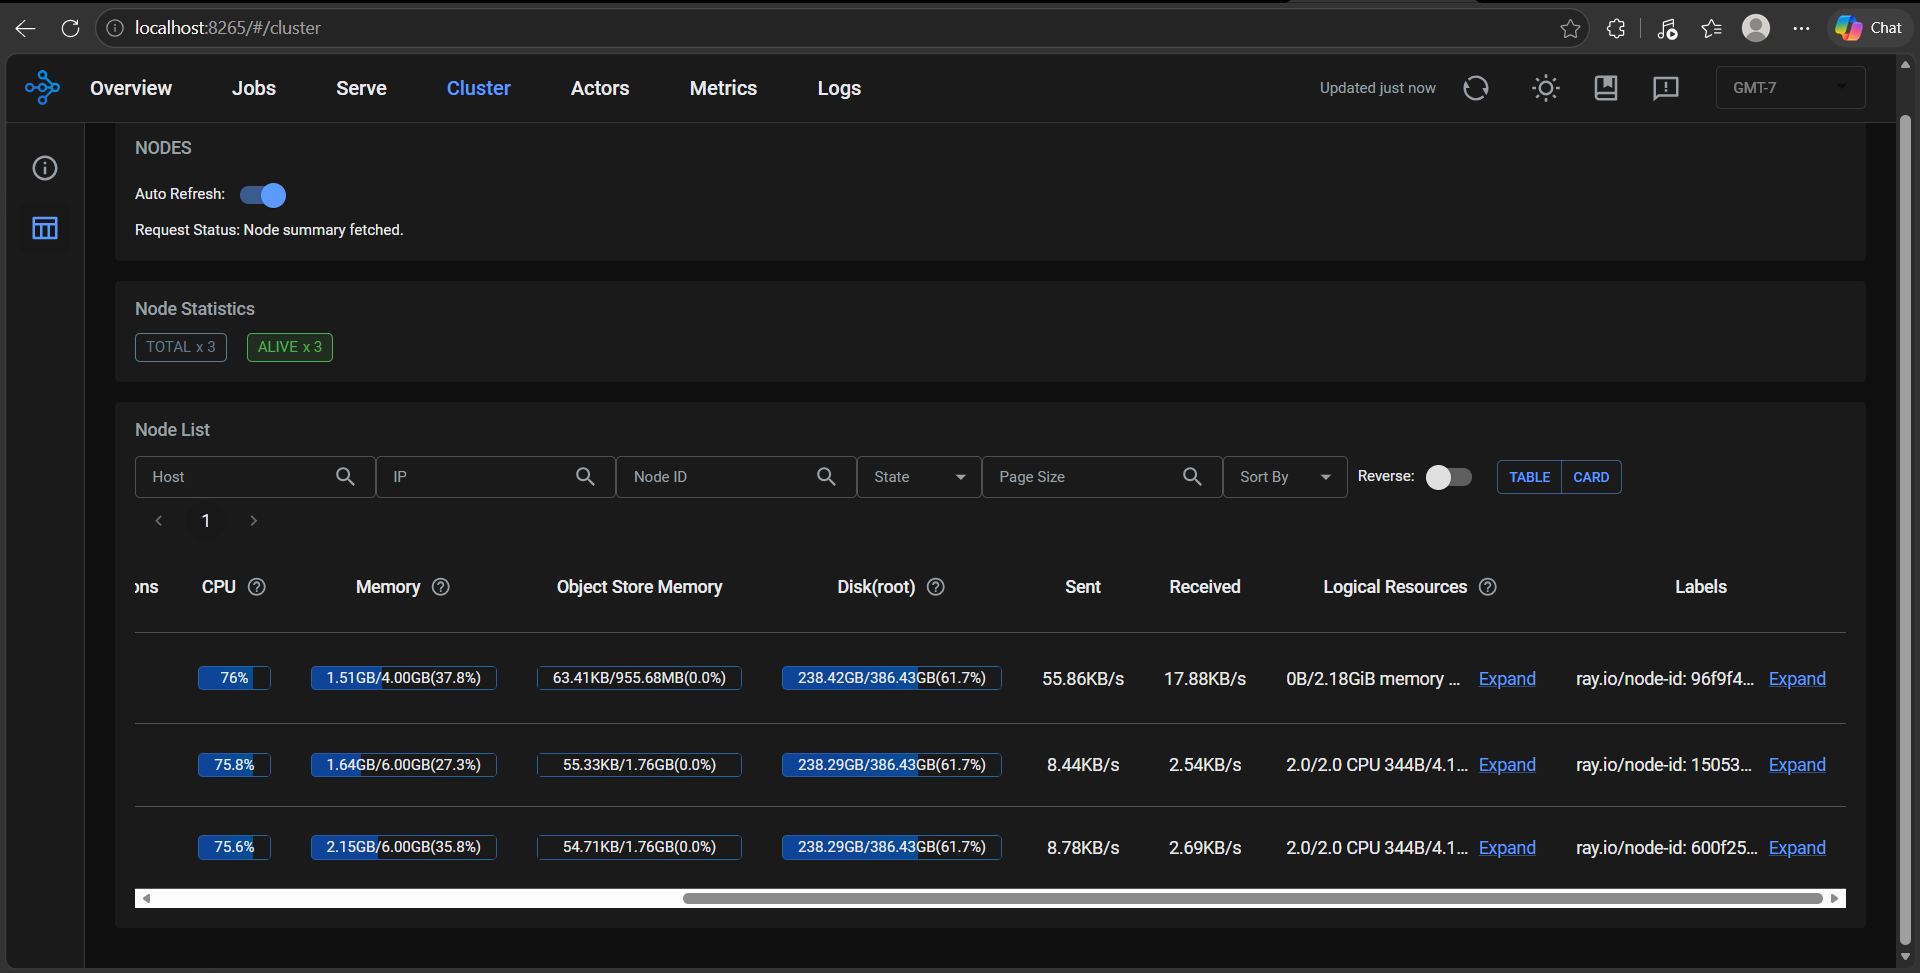 localhost:8265/#/cluster
Chat
Overview Jobs Serve Cluster Actors Metrics Logs Updated just now GMT-7
NODES
Auto Refresh:
Request Status: Node summary fetched.
Node Statistics
TOTAL x 3 ALIVE x 3
Node List
Host IP Node ID State Page Size Sort By Reverse: TABLE CARD
1
ons CPU Memory Object Store Memory Disk(root) Sent Received Logical Resources Labels
76% 1.51GB/4.00GB(37.8%) 63.41KB/955.68MB(0.0%) 238.42GB/386.43GB(61.7%) 55.86KB/s 17.88KB/s 0B/2.18GiB memory ... Expand ray.io/node-id: 96f9f4... Expand
75.8% 1.64GB/6.00GB(27.3%) 55.33KB/1.76GB(0.0%) 238.29GB/386.43GB(61.7%) 8.44KB/s 2.54KB/s 2.0/2.0 CPU 344B/4.1... Expand ray.io/node-id: 15053... Expand
75.6% 2.15GB/6.00GB(35.8%) 54.71KB/1.76GB(0.0%) 238.29GB/386.43GB(61.7%) 8.78KB/s 2.69KB/s 2.0/2.0 CPU 344B/4.1... Expand ray.io/node-id: 600f25... Expand